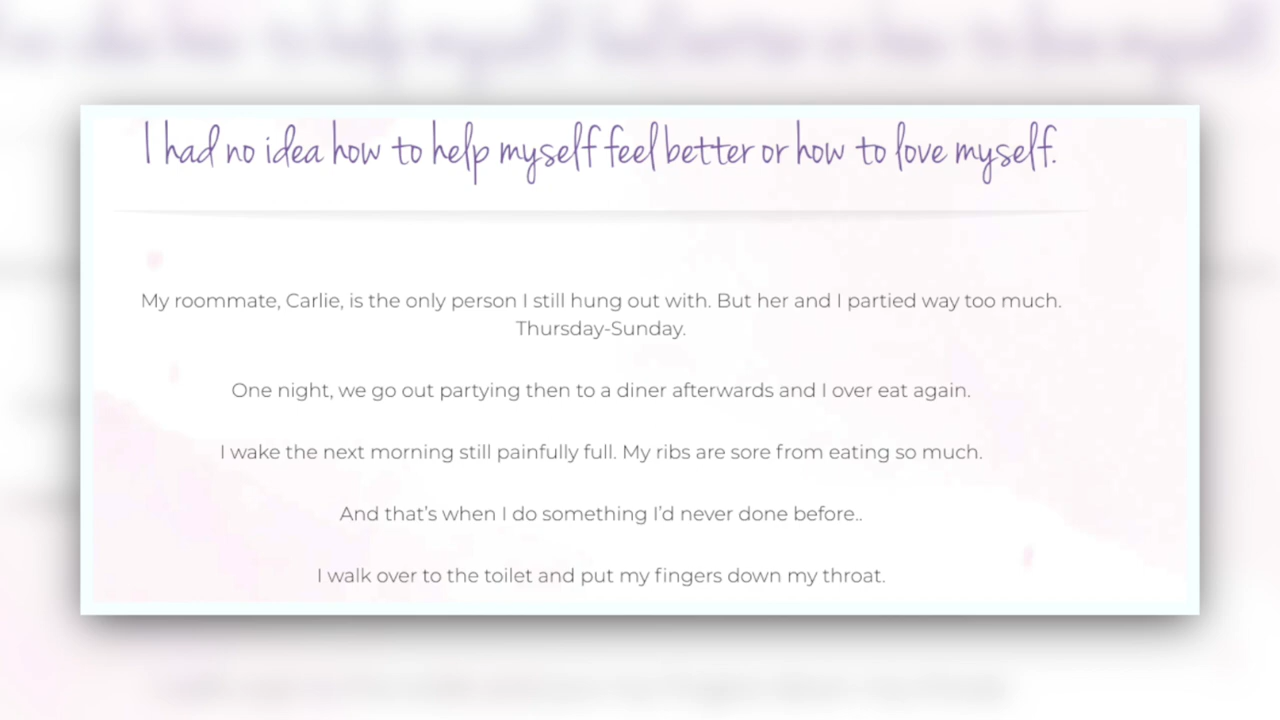 I had no idea how to help myself feel better or how to love myself.
My roommate, Carlie, is the only person I still hung out with. But her and I partied way too much.
Thursday-Sunday.
One night, we go out partying then to a diner afterwards and I over eat again.
I wake the next morning still painfully full. My ribs are sore from eating so much.
And that’s when I do something I’d never done before..
I walk over to the toilet and put my fingers down my throat.